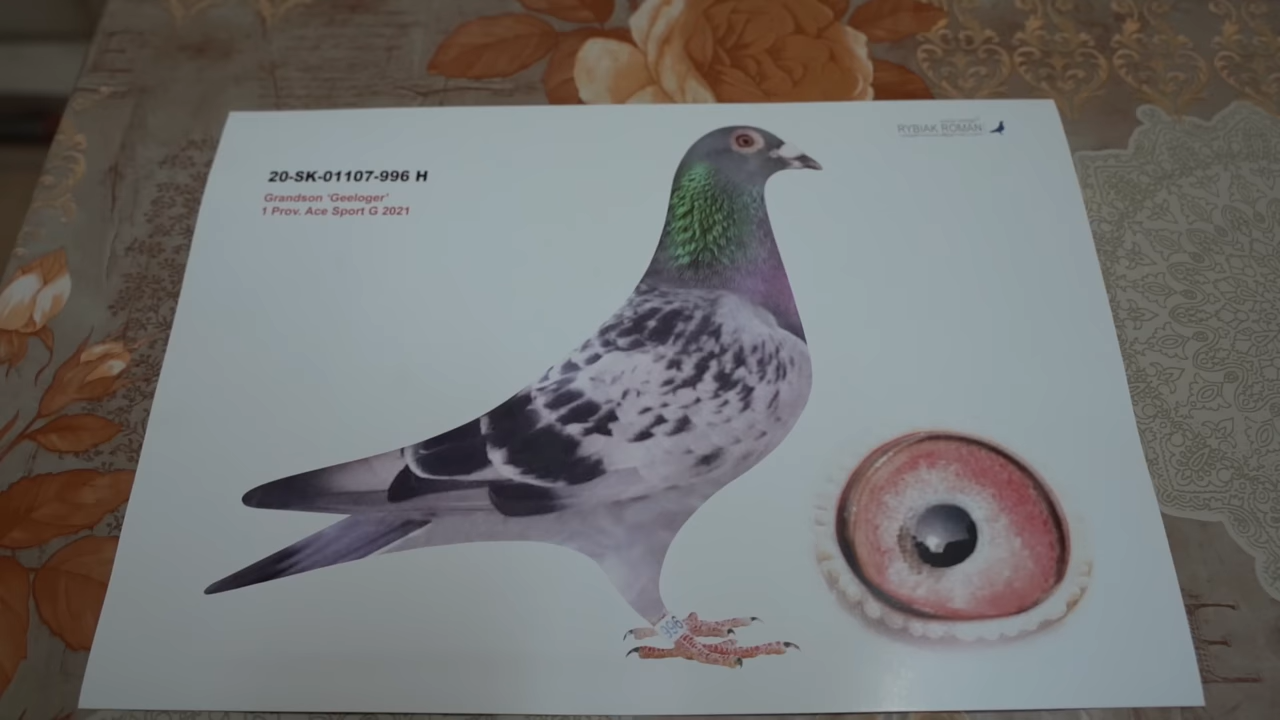 20-SK-01107-996 H
Grandson 'Geeloger'
1 Prov. Ace Sport G 2021
RYBIAK ROMAN
996